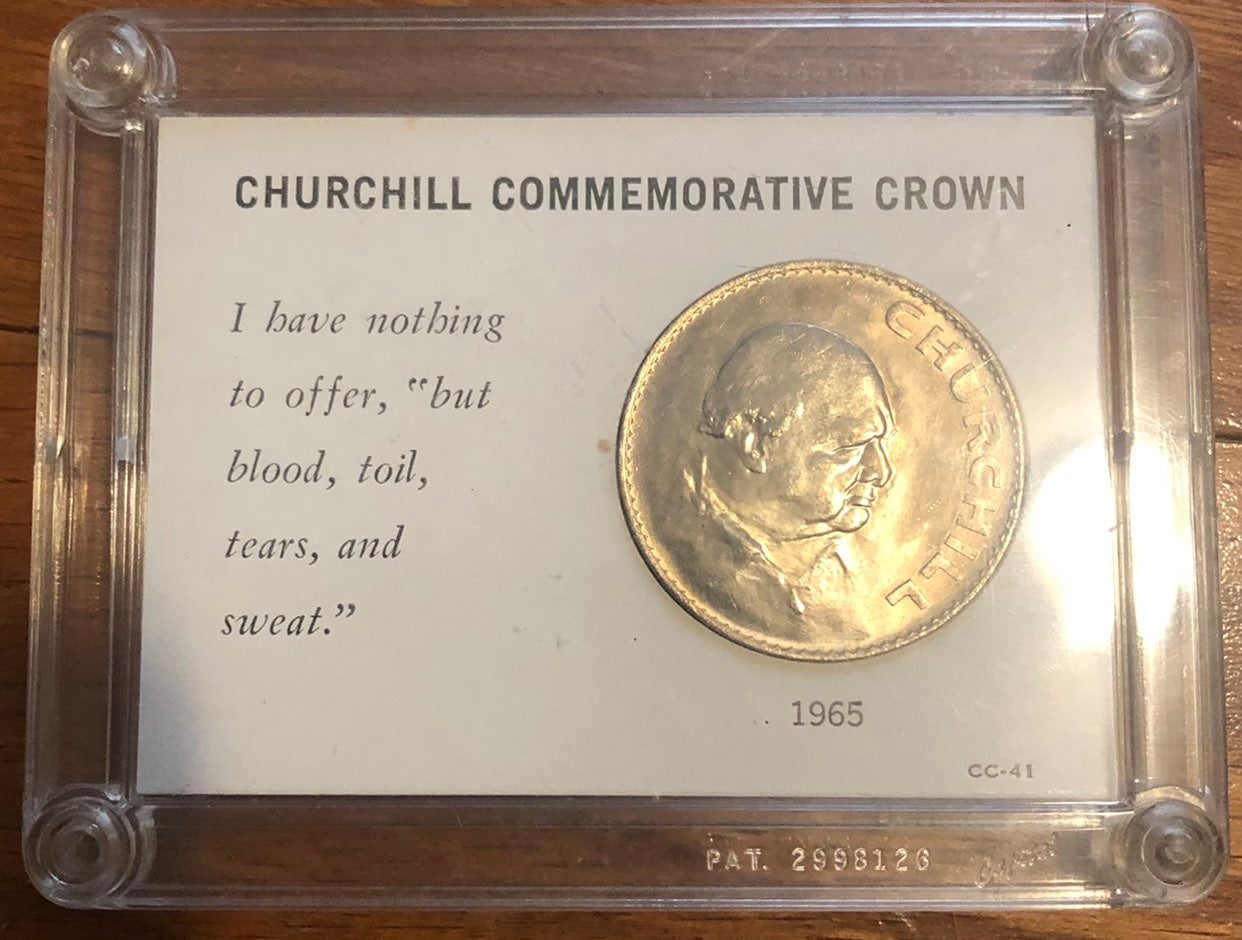 CHURCHILL COMMEMORATIVE CROWN
I have nothing
to offer, "but
blood, toil,
tears, and
sweat."
CHURCHILL
1965
CC-41
PAT. 2998126